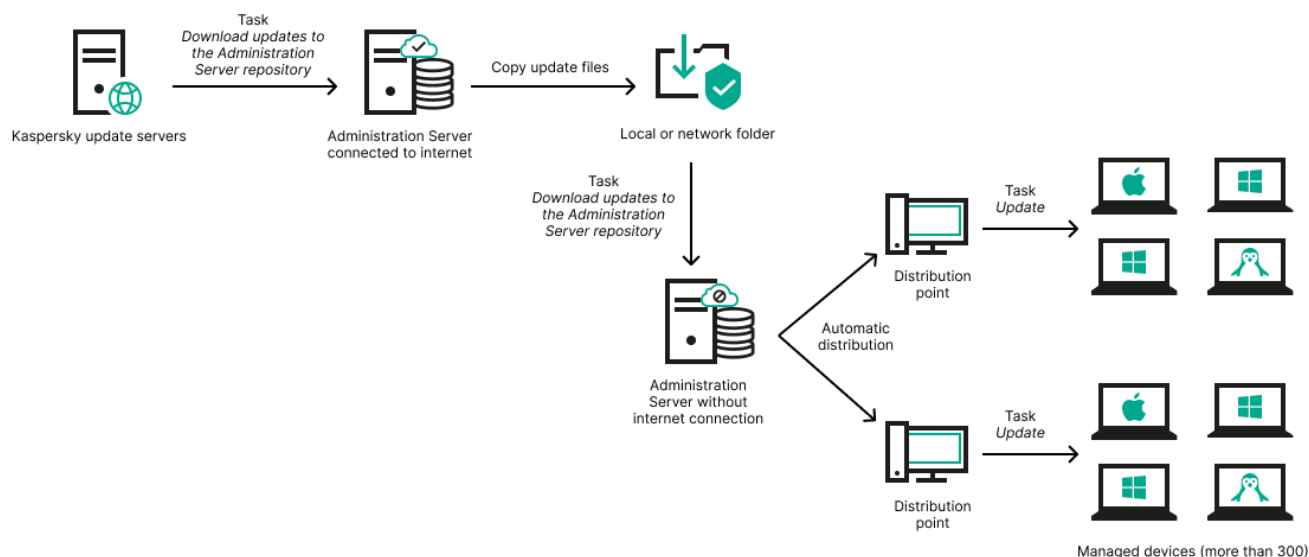 Task
Download updates to
the Administration
Server repository
Kaspersky update servers
Administration Server
connected to internet
Copy update files
Local or network folder
Task
Download updates to
the Administration
Server repository
Administration
Server without
internet connection
Automatic
distribution
Distribution
point
Task
Update
Distribution
point
Task
Update
Managed devices (more than 300)